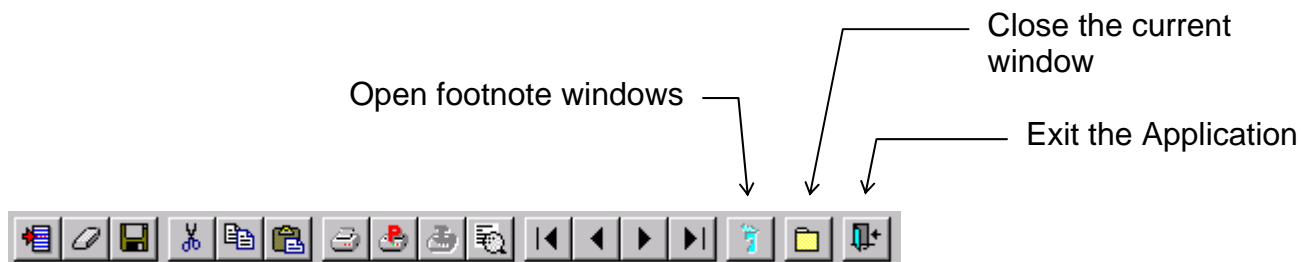 Close the current
window
Open footnote windows
Exit the Application